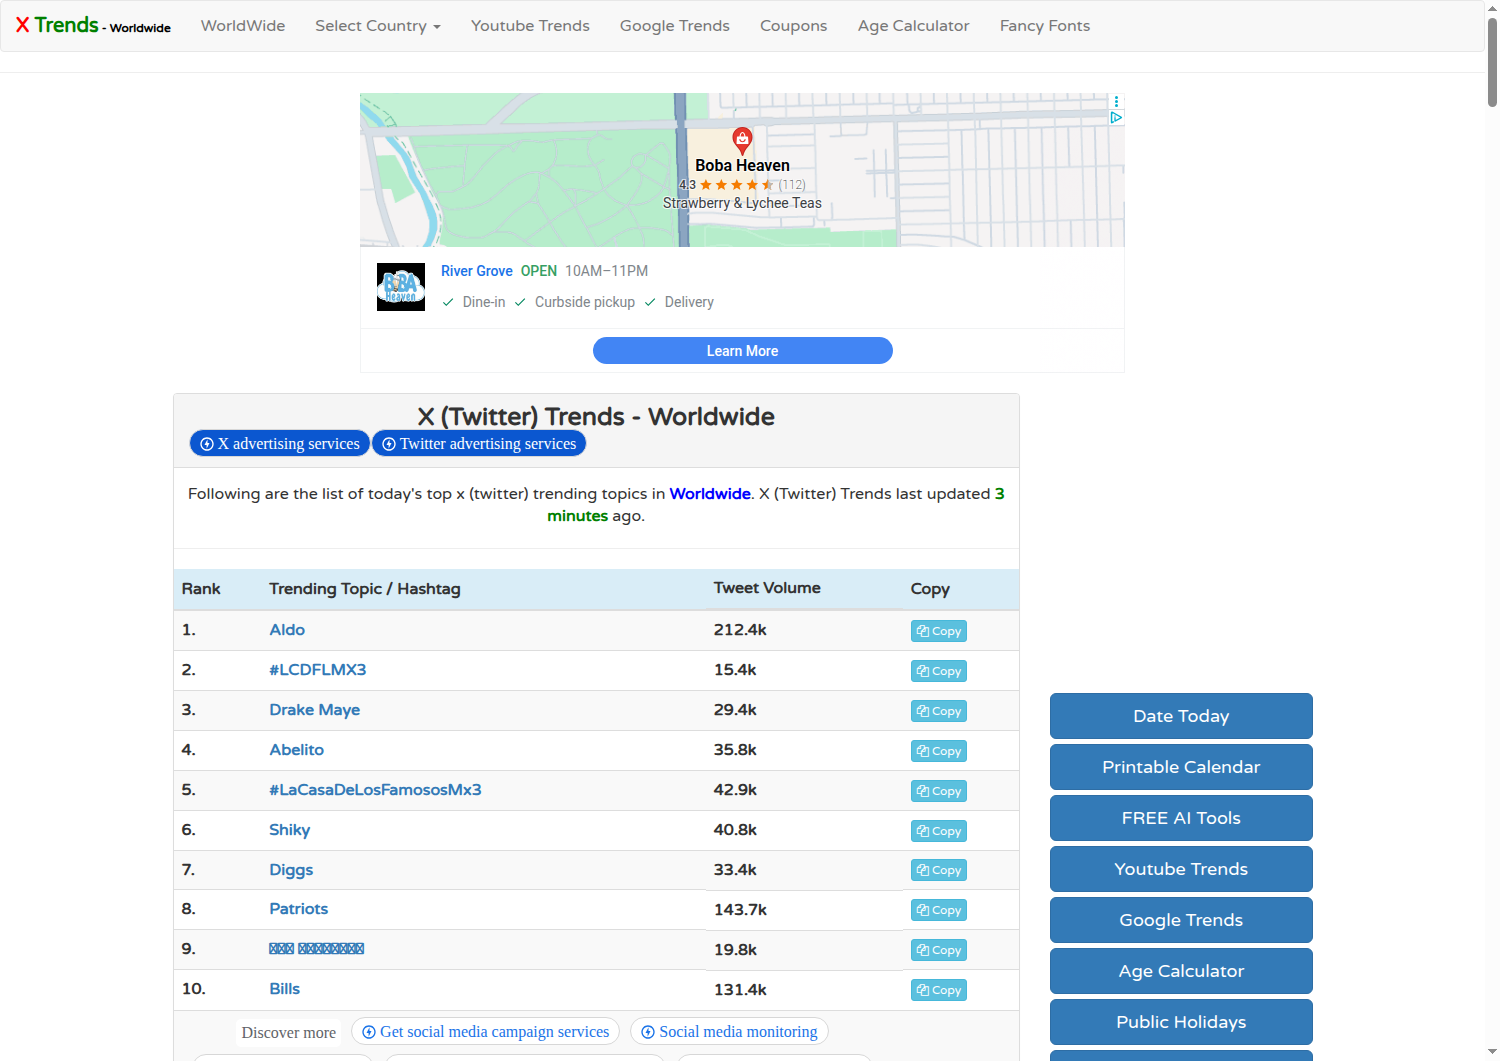 X Trends - Worldwide WorldWide Select Country Youtube Trends Google Trends Coupons Age Calculator Fancy Fonts
Boba Heaven
4.3 (112)
Strawberry & Lychee Teas
BOBA
Heaven
River Grove OPEN 10AM–11PM
Dine-in Curbside pickup Delivery
Learn More
X (Twitter) Trends - Worldwide
X advertising services Twitter advertising services
Following are the list of today's top x (twitter) trending topics in Worldwide. X (Twitter) Trends last updated 3
minutes ago.
Rank Trending Topic / Hashtag Tweet Volume Copy
1. Aldo 212.4k Copy
2. #LCDFLMX3 15.4k Copy
3. Drake Maye 29.4k Copy
4. Abelito 35.8k Copy
5. #LaCasaDeLosFamososMx3 42.9k Copy
6. Shiky 40.8k Copy
7. Diggs 33.4k Copy
8. Patriots 143.7k Copy
9. 19.8k Copy
10. Bills 131.4k Copy
Discover more Get social media campaign services Social media monitoring
Date Today
Printable Calendar
FREE AI Tools
Youtube Trends
Google Trends
Age Calculator
Public Holidays